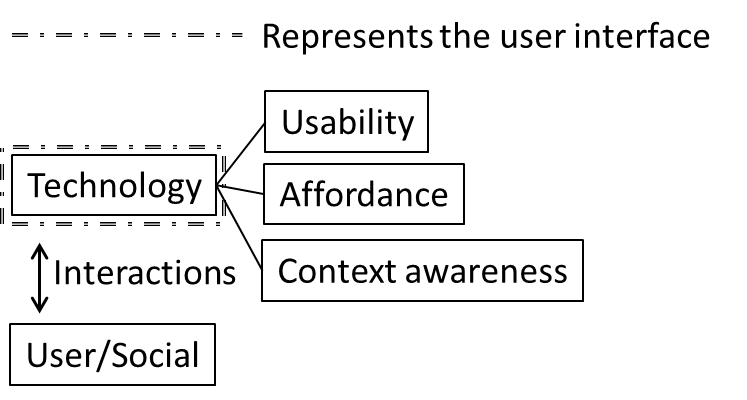 Represents the user interface
Usability
Technology
Affordance
Context awareness
Interactions
User/Social